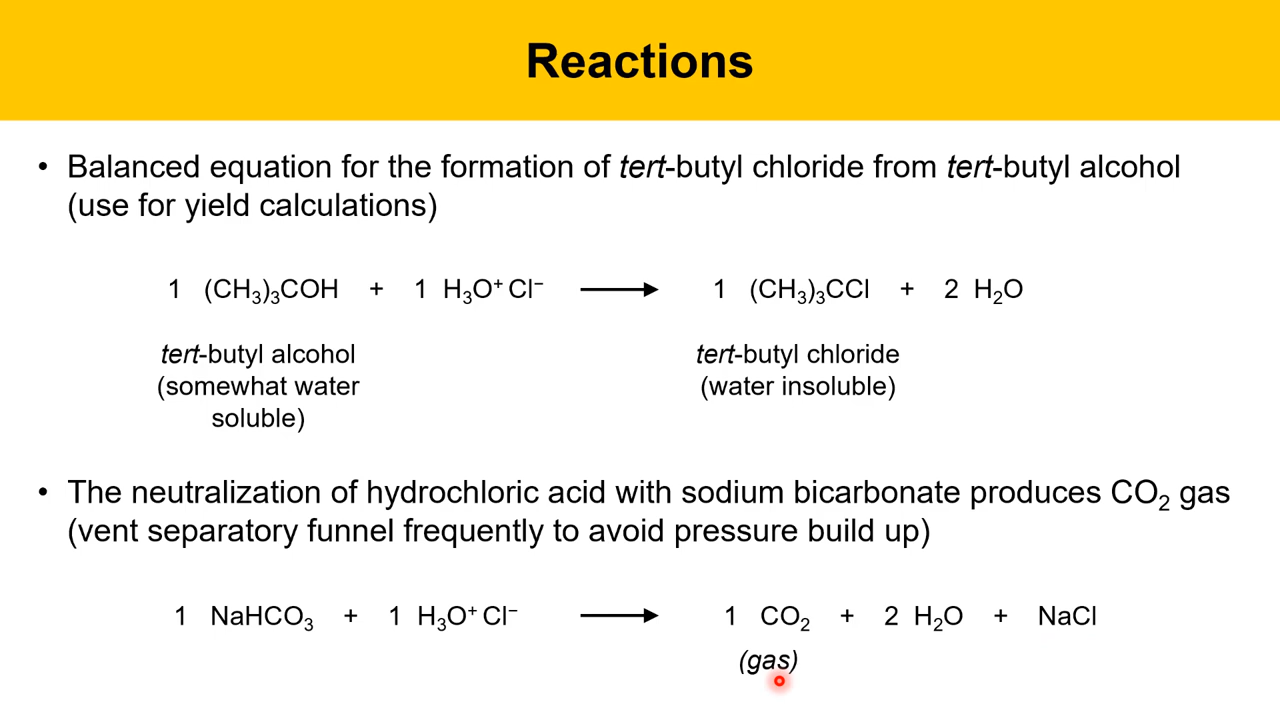 Reactions
• Balanced equation for the formation of tert-butyl chloride from tert-butyl alcohol
(use for yield calculations)
1 (CH₃)₃COH + 1 H₃O⁺ Cl⁻ ⟶ 1 (CH₃)₃CCl + 2 H₂O
tert-butyl alcohol
(somewhat water
soluble)
tert-butyl chloride
(water insoluble)
• The neutralization of hydrochloric acid with sodium bicarbonate produces CO₂ gas
(vent separatory funnel frequently to avoid pressure build up)
1 NaHCO₃ + 1 H₃O⁺ Cl⁻ ⟶ 1 CO₂ + 2 H₂O + NaCl
(gas)